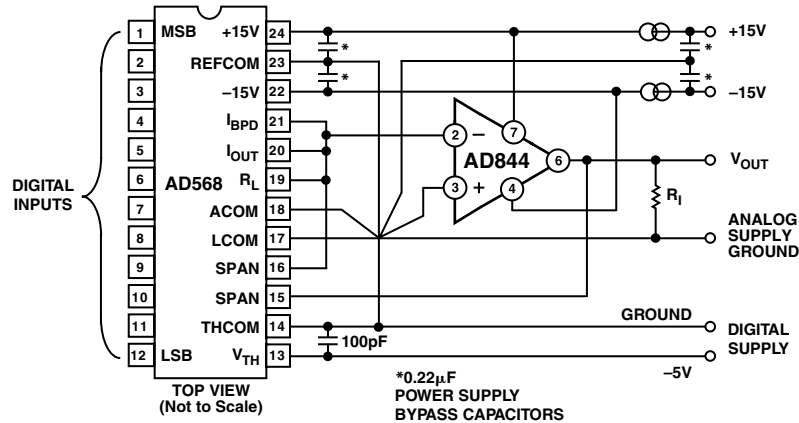 1 MSB +15V 24
2 REFCOM 23
3 –15V 22
4 IBPD 21
5 IOUT 20
6 AD568 RL 19
7 ACOM 18
8 LCOM 17
9 SPAN 16
10 SPAN 15
11 THCOM 14
12 LSB VTH 13
DIGITAL
INPUTS
TOP VIEW
(Not to Scale)
*
*
*
*
+15V
–15V
2 –
7
AD844
6
3 +
4
VOUT
RI
ANALOG
SUPPLY
GROUND
GROUND
100pF
DIGITAL
SUPPLY
–5V
*0.22µF
POWER SUPPLY
BYPASS CAPACITORS